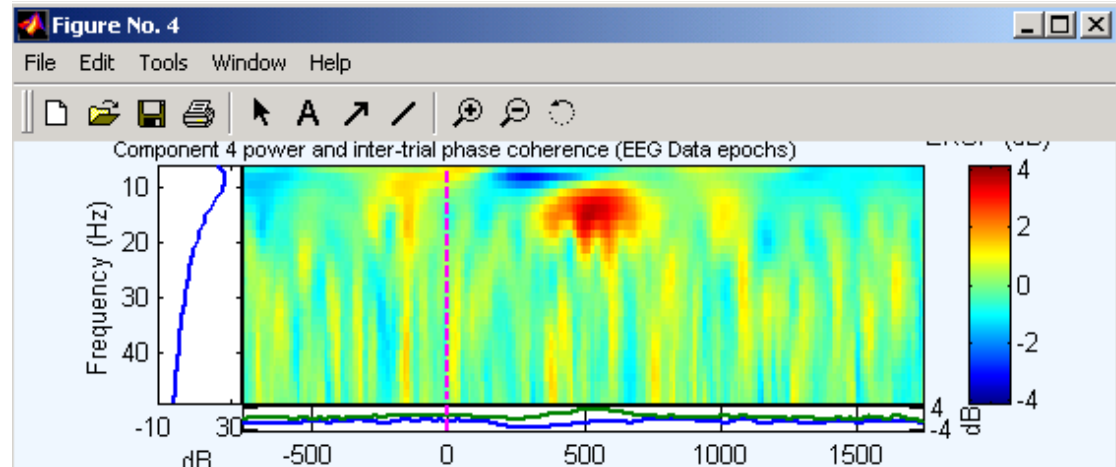 Figure No. 4
File Edit Tools Window Help
Component 4 power and inter-trial phase coherence (EEG Data epochs)
ERSP (dB)
Frequency (Hz)
10
20
30
40
4
2
0
-2
-4
-10 30
4
-4
dB
dB
-500 0 500 1000 1500